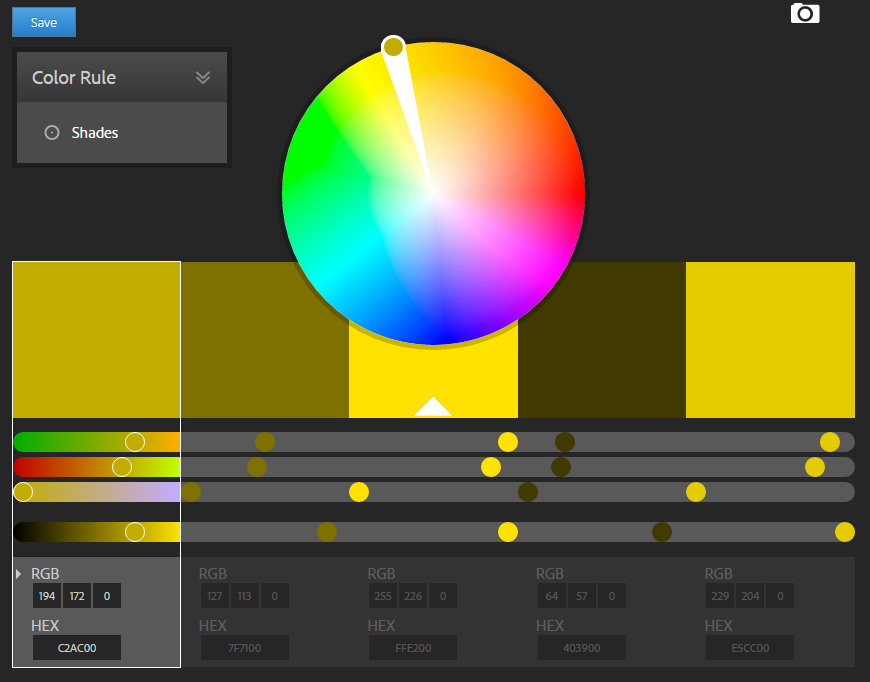 Save
Color Rule
Shades
RGB RGB RGB RGB RGB
194 172 0 127 113 0 255 226 0 64 57 0 229 204 0
HEX HEX HEX HEX HEX
C2AC00 7F7100 FFE200 403900 E5CC00